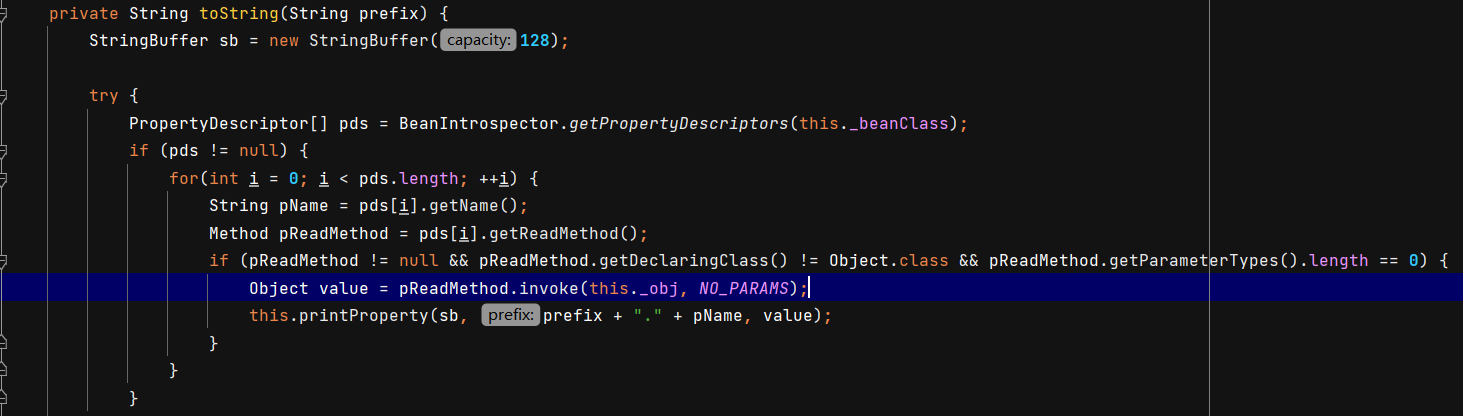 private String toString(String prefix) {
StringBuffer sb = new StringBuffer( capacity: 128);
try {
PropertyDescriptor[] pds = BeanIntrospector.getPropertyDescriptors(this._beanClass);
if (pds != null) {
for(int i = 0; i < pds.length; ++i) {
String pName = pds[i].getName();
Method pReadMethod = pds[i].getReadMethod();
if (pReadMethod != null && pReadMethod.getDeclaringClass() != Object.class && pReadMethod.getParameterTypes().length == 0) {
Object value = pReadMethod.invoke(this._obj, NO_PARAMS);
this.printProperty(sb, prefix: prefix + "." + pName, value);
}
}
}